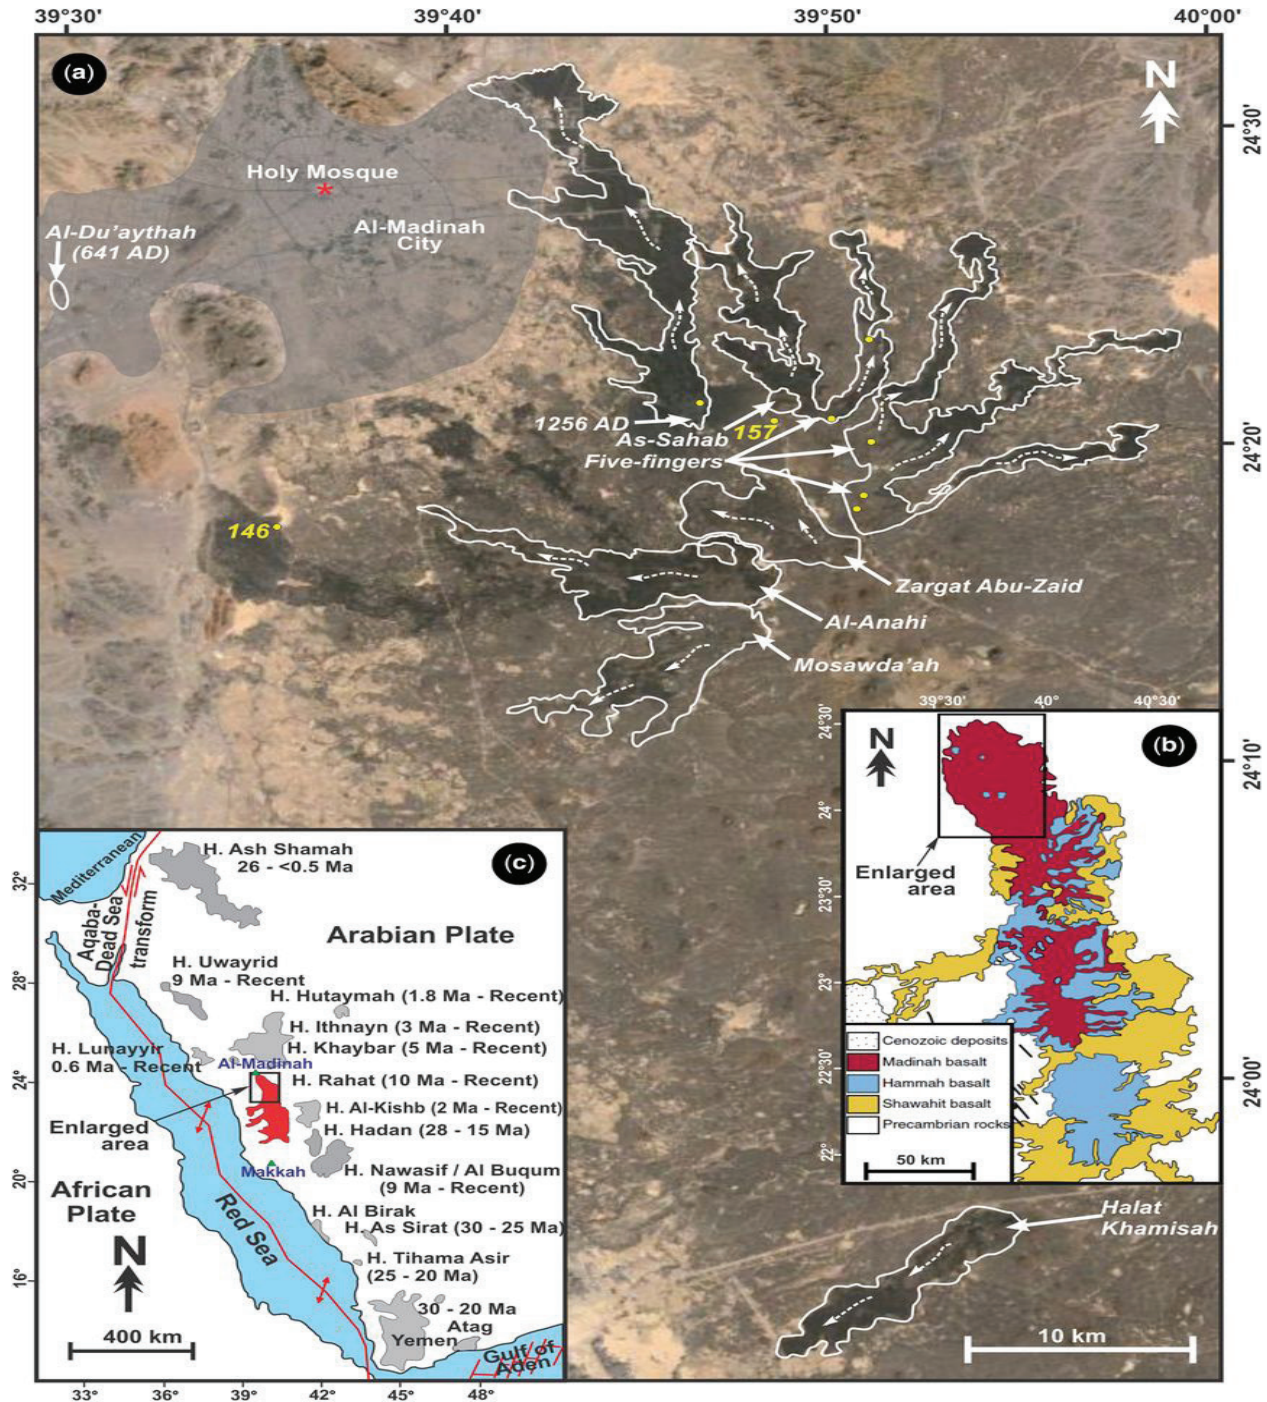 39°30'
39°40'
39°50'
40°00'
(a)
N
24°30'
Holy Mosque
*
Al-Du'aythah
(641 AD)
Al-Madinah
City
1256 AD
As-Sahab
157
Five-fingers
24°20'
146
Zargat Abu-Zaid
Al-Anahi
Mosawda'ah
24°10'
24°00'
Halat
Khamisah
10 km
39°30'
40°
40°30'
(b)
N
24°30'
24°
23°30'
23°
22°30'
22°
Enlarged
area
Cenozoic deposits
Madinah basalt
Hammah basalt
Shawahit basalt
Precambrian rocks
50 km
(c)
Mediterranean
H. Ash Shamah
26 - <0.5 Ma
Aqaba-
Dead Sea
transform
Arabian Plate
H. Uwayrid
9 Ma - Recent
H. Hutaymah (1.8 Ma - Recent)
H. Ithnayn (3 Ma - Recent)
H. Khaybar (5 Ma - Recent)
H. Lunayyir
0.6 Ma - Recent
Al-Madinah
H. Rahat (10 Ma - Recent)
H. Al-Kishb (2 Ma - Recent)
Enlarged
area
H. Hadan (28 - 15 Ma)
Makkah
H. Nawasif / Al Buqum
(9 Ma - Recent)
African
Plate
Red Sea
H. Al Birak
H. As Sirat (30 - 25 Ma)
N
H. Tihama Asir
(25 - 20 Ma)
30 - 20 Ma
Atag
Yemen
Gulf of
Aden
400 km
32°
28°
24°
20°
16°
33°
36°
39°
42°
45°
48°